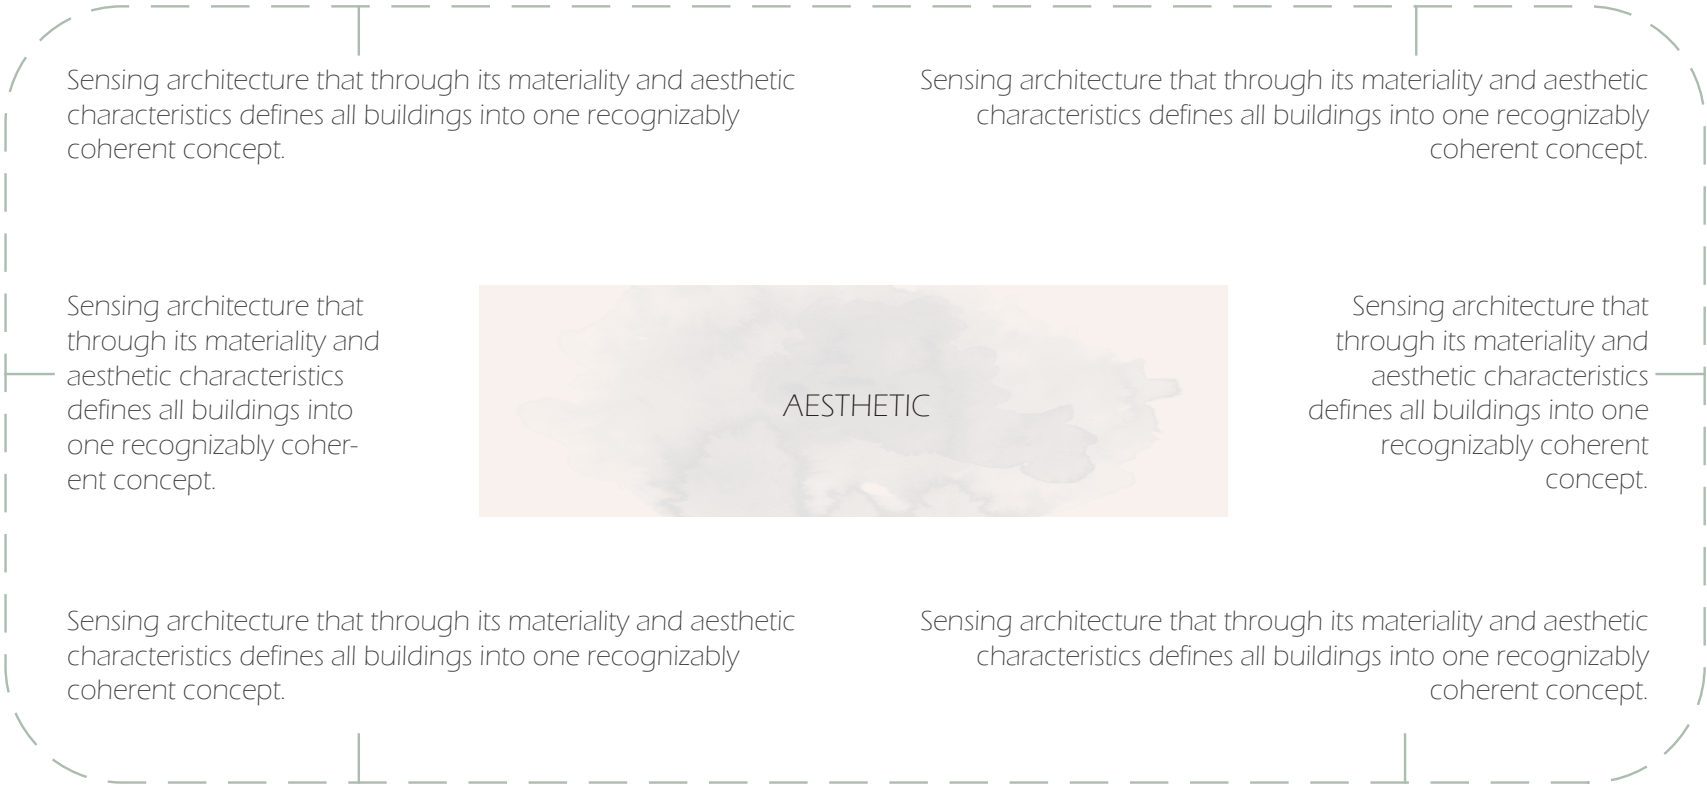 Sensing architecture that through its materiality and aesthetic
characteristics defines all buildings into one recognizably
coherent concept.
Sensing architecture that through its materiality and aesthetic
characteristics defines all buildings into one recognizably
coherent concept.
Sensing architecture that
through its materiality and
aesthetic characteristics
defines all buildings into
one recognizably coher-
ent concept.
AESTHETIC
Sensing architecture that
through its materiality and
aesthetic characteristics
defines all buildings into one
recognizably coherent
concept.
Sensing architecture that through its materiality and aesthetic
characteristics defines all buildings into one recognizably
coherent concept.
Sensing architecture that through its materiality and aesthetic
characteristics defines all buildings into one recognizably
coherent concept.